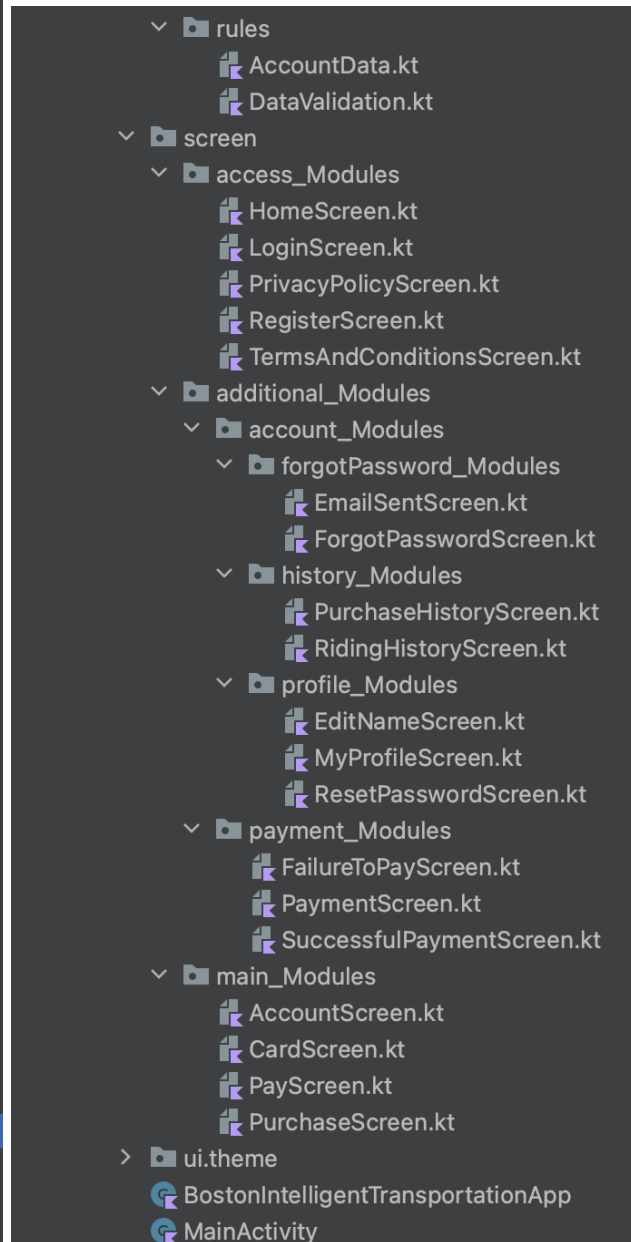 rules
AccountData.kt
DataValidation.kt
screen
access_Modules
HomeScreen.kt
LoginScreen.kt
PrivacyPolicyScreen.kt
RegisterScreen.kt
TermsAndConditionsScreen.kt
additional_Modules
account_Modules
forgotPassword_Modules
EmailSentScreen.kt
ForgotPasswordScreen.kt
history_Modules
PurchaseHistoryScreen.kt
RidingHistoryScreen.kt
profile_Modules
EditNameScreen.kt
MyProfileScreen.kt
ResetPasswordScreen.kt
payment_Modules
FailureToPayScreen.kt
PaymentScreen.kt
SuccessfulPaymentScreen.kt
main_Modules
AccountScreen.kt
CardScreen.kt
PayScreen.kt
PurchaseScreen.kt
ui.theme
BostonIntelligentTransportationApp
MainActivity